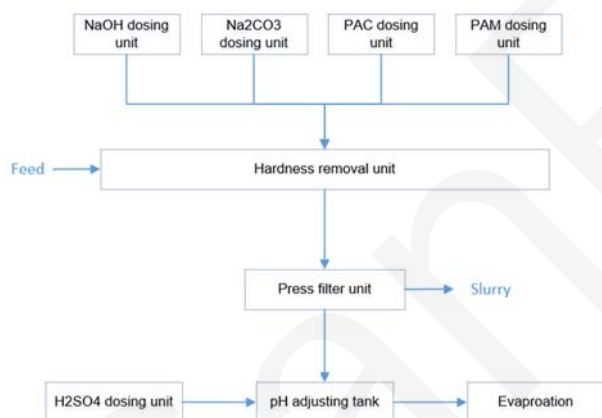 NaOH dosing
unit
Na2CO3
dosing unit
PAC dosing
unit
PAM dosing
unit
Feed
Hardness removal unit
Press filter unit
Slurry
H2SO4 dosing unit
pH adjusting tank
Evaproation